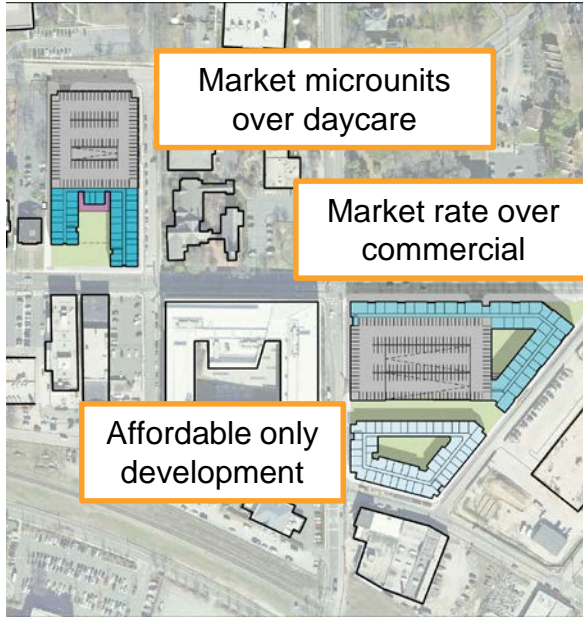 Market microunits
over daycare
Market rate over
commercial
Affordable only
development